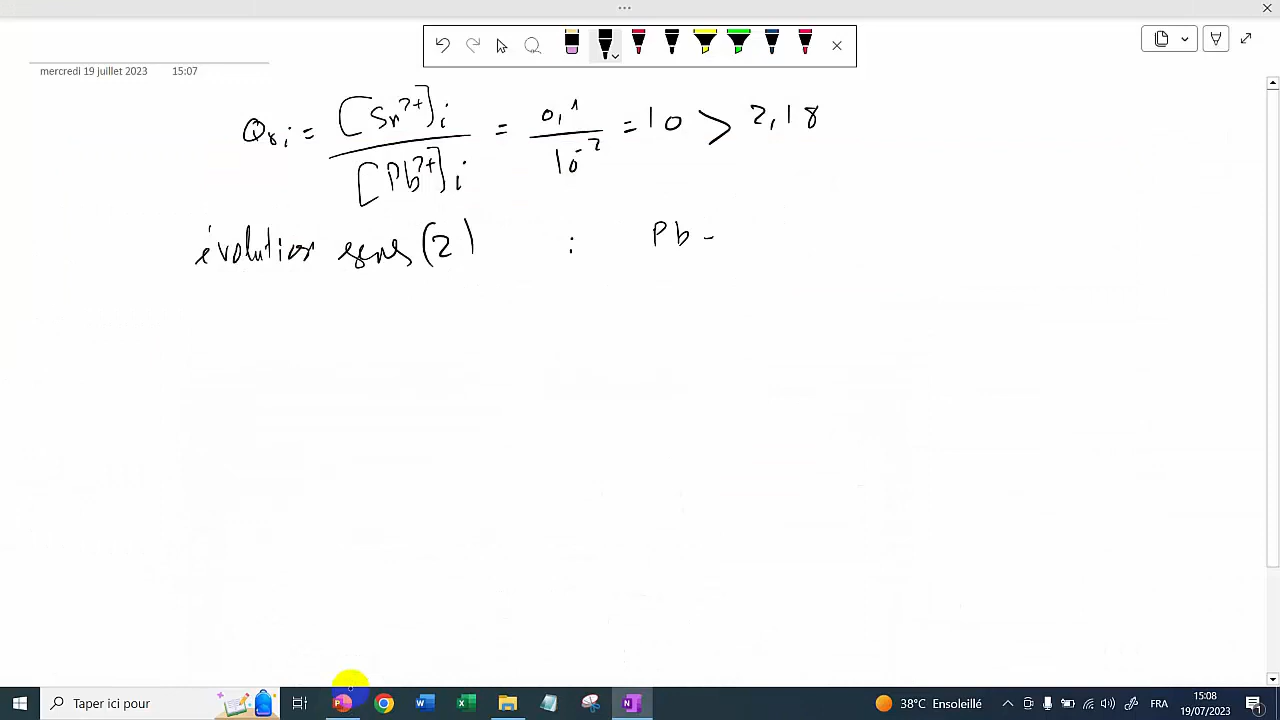 mercredi 19 juillet 2023 15:07
Qr,i = [Sn²⁺]i / [Pb²⁺]i = 0,1 / 10⁻² = 10 > 2,18
évolution sens (2) : Pb -
Taper ici pour
38°C Ensoleillé
FRA
15:08
19/07/2023